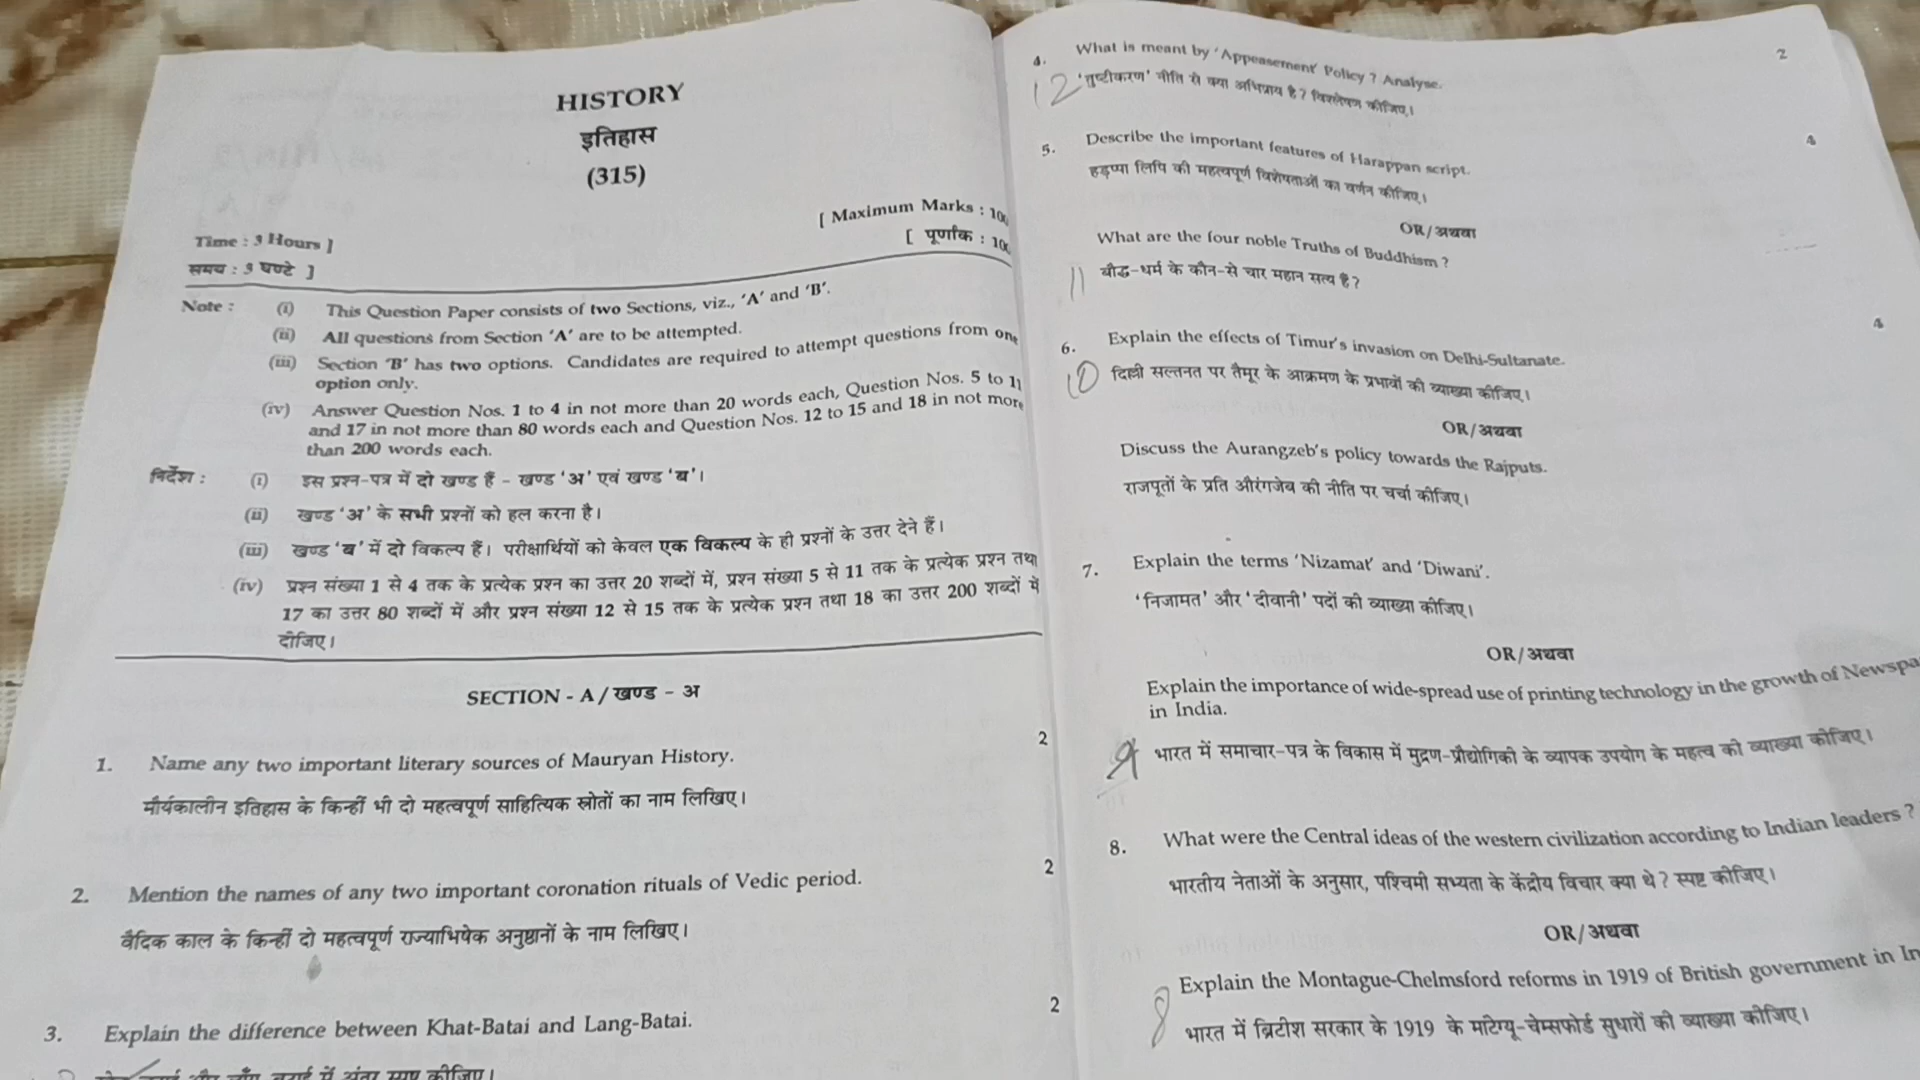 HISTORY
इतिहास
(315)
[ Maximum Marks : 100
[ पूर्णांक : 100
Time : 3 Hours ]
समय : 3 घण्टे ]
Note : (i) This Question Paper consists of two Sections, viz., 'A' and 'B'.
(ii) All questions from Section 'A' are to be attempted.
(iii) Section 'B' has two options. Candidates are required to attempt questions from one
option only.
(iv) Answer Question Nos. 1 to 4 in not more than 20 words each, Question Nos. 5 to 11
and 17 in not more than 80 words each and Question Nos. 12 to 15 and 18 in not more
than 200 words each.
निर्देश : (i) इस प्रश्न-पत्र में दो खण्ड हैं - खण्ड 'अ' एवं खण्ड 'ब'।
(ii) खण्ड 'अ' के सभी प्रश्नों को हल करना है।
(iii) खण्ड 'ब' में दो विकल्प हैं। परीक्षार्थियों को केवल एक विकल्प के ही प्रश्नों के उत्तर देने हैं।
(iv) प्रश्न संख्या 1 से 4 तक के प्रत्येक प्रश्न का उत्तर 20 शब्दों में, प्रश्न संख्या 5 से 11 तक के प्रत्येक प्रश्न तथा
17 का उत्तर 80 शब्दों में और प्रश्न संख्या 12 से 15 तक के प्रत्येक प्रश्न तथा 18 का उत्तर 200 शब्दों में
दीजिए।
SECTION - A / खण्ड - अ
1. Name any two important literary sources of Mauryan History. 2
मौर्यकालीन इतिहास के किन्हीं भी दो महत्वपूर्ण साहित्यिक स्रोतों का नाम लिखिए।
2. Mention the names of any two important coronation rituals of Vedic period. 2
वैदिक काल के किन्हीं दो महत्वपूर्ण राज्याभिषेक अनुष्ठानों के नाम लिखिए।
3. Explain the difference between Khat-Batai and Lang-Batai. 2
4. What is meant by 'Appeasement' Policy ? Analyse. 2
12 'तुष्टीकरण' नीति से क्या अभिप्राय है? विश्लेषण कीजिए।
5. Describe the important features of Harappan script. 4
हड़प्पा लिपि की महत्वपूर्ण विशेषताओं का वर्णन कीजिए।
OR/अथवा
What are the four noble Truths of Buddhism ?
11 बौद्ध-धर्म के कौन-से चार महान सत्य हैं?
6. Explain the effects of Timur's invasion on Delhi-Sultanate. 4
10 दिल्ली सल्तनत पर तैमूर के आक्रमण के प्रभावों की व्याख्या कीजिए।
OR/अथवा
Discuss the Aurangzeb's policy towards the Rajputs.
राजपूतों के प्रति औरंगजेब की नीति पर चर्चा कीजिए।
7. Explain the terms 'Nizamat' and 'Diwani'.
'निजामत' और 'दीवानी' पदों की व्याख्या कीजिए।
OR/अथवा
Explain the importance of wide-spread use of printing technology in the growth of Newspa
in India.
9 भारत में समाचार-पत्र के विकास में मुद्रण-प्रौद्योगिकी के व्यापक उपयोग के महत्व को व्याख्या कीजिए।
8. What were the Central ideas of the western civilization according to Indian leaders ?
भारतीय नेताओं के अनुसार, पश्चिमी सभ्यता के केंद्रीय विचार क्या थे? स्पष्ट कीजिए।
OR/अथवा
Explain the Montague-Chelmsford reforms in 1919 of British government in In
8 भारत में ब्रिटीश सरकार के 1919 के मांटेग्यू-चेम्सफोर्ड सुधारों की व्याख्या कीजिए।